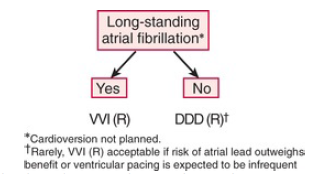 Long-standing
atrial fibrillation*
Yes
No
VVI (R)
DDD (R)†
*Cardioversion not planned.
†Rarely, VVI (R) acceptable if risk of atrial lead outweighs
benefit or ventricular pacing is expected to be infrequent